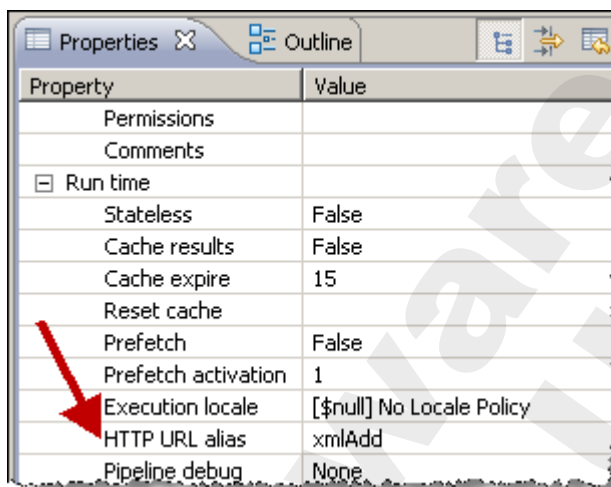 Properties Outline
Property Value
Permissions
Comments
Run time
Stateless False
Cache results False
Cache expire 15
Reset cache
Prefetch False
Prefetch activation 1
Execution locale [$null] No Locale Policy
HTTP URL alias xmlAdd
Pipeline debug None
ware